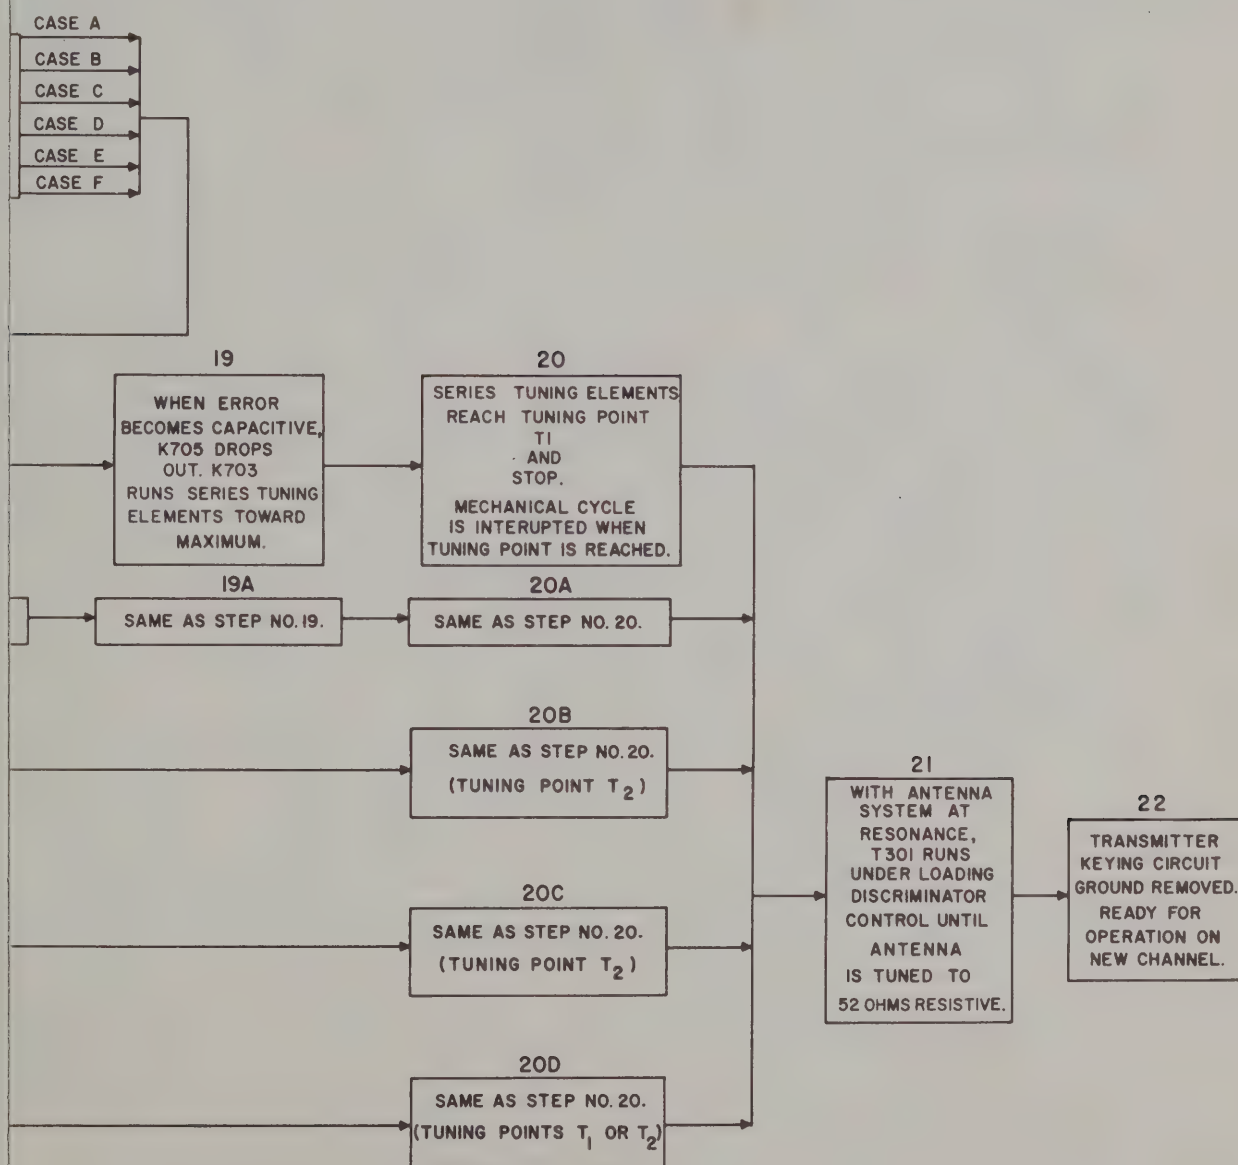 CASE A
CASE B
CASE C
CASE D
CASE E
CASE F
19
WHEN ERROR
BECOMES CAPACITIVE,
K705 DROPS
OUT. K703
RUNS SERIES TUNING
ELEMENTS TOWARD
MAXIMUM.
20
SERIES TUNING ELEMENTS
REACH TUNING POINT
T1
AND
STOP.
MECHANICAL CYCLE
IS INTERUPTED WHEN
TUNING POINT IS REACHED.
19A
SAME AS STEP NO. 19.
20A
SAME AS STEP NO. 20.
20B
SAME AS STEP NO. 20.
(TUNING POINT T2)
20C
SAME AS STEP NO. 20.
(TUNING POINT T2)
20D
SAME AS STEP NO. 20.
(TUNING POINTS T1 OR T2)
21
WITH ANTENNA
SYSTEM AT
RESONANCE,
T301 RUNS
UNDER LOADING
DISCRIMINATOR
CONTROL UNTIL
ANTENNA
IS TUNED TO
52 OHMS RESISTIVE.
22
TRANSMITTER
KEYING CIRCUIT
GROUND REMOVED.
READY FOR
OPERATION ON
NEW CHANNEL.